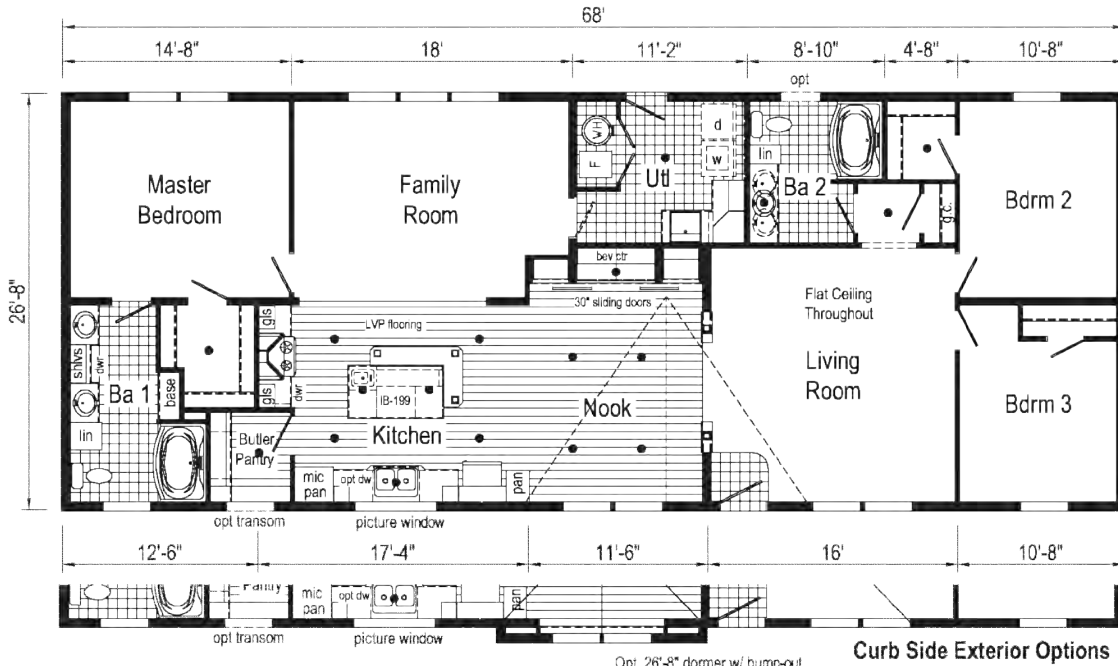 68'
14'-8"
18'
11'-2"
8'-10"
4'-8"
10'-8"
opt
26'-8"
Master
Bedroom
Family
Room
WH
F
Utl
d
w
lin
Ba 2
g.c.
Bdrm 2
bev ctr
30" sliding doors
Flat Ceiling
Throughout
LVP flooring
gls
shlvs
dwr
Ba 1
base
gls
dwr
IB-199
Nook
Living
Room
Bdrm 3
lin
Butler
Pantry
Kitchen
mic
pan
opt dw
pan
opt transom
picture window
12'-6"
17'-4"
11'-6"
16'
10'-8"
Pantry
mic
pan
opt dw
pan
opt transom
picture window
Opt. 26'-8" dormer w/ bump-out
Curb Side Exterior Options